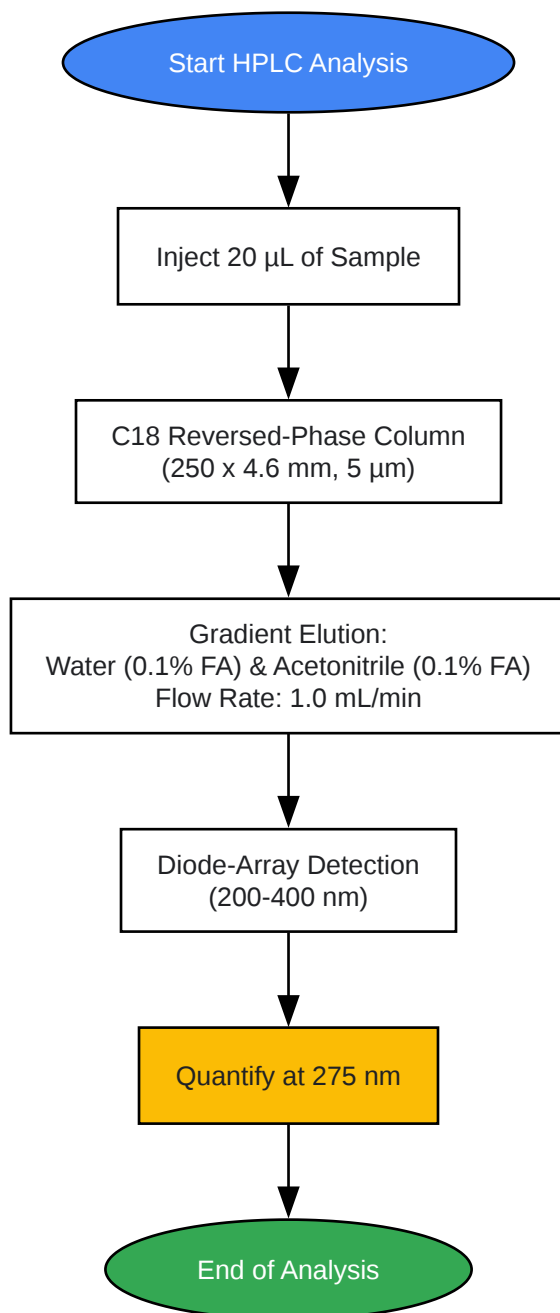 Start HPLC Analysis
Inject 20 µL of Sample
C18 Reversed-Phase Column
(250 x 4.6 mm, 5 µm)
Gradient Elution:
Water (0.1% FA) & Acetonitrile (0.1% FA)
Flow Rate: 1.0 mL/min
Diode-Array Detection
(200-400 nm)
Quantify at 275 nm
End of Analysis